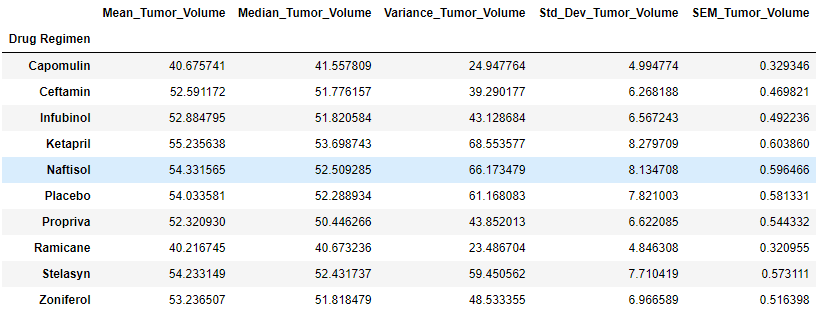 Mean_Tumor_Volume Median_Tumor_Volume Variance_Tumor_Volume Std_Dev_Tumor_Volume SEM_Tumor_Volume
Drug Regimen
Capomulin 40.675741 41.557809 24.947764 4.994774 0.329346
Ceftamin 52.591172 51.776157 39.290177 6.268188 0.469821
Infubinol 52.884795 51.820584 43.128684 6.567243 0.492236
Ketapril 55.235638 53.698743 68.553577 8.279709 0.603860
Naftisol 54.331565 52.509285 66.173479 8.134708 0.596466
Placebo 54.033581 52.288934 61.168083 7.821003 0.581331
Propriva 52.320930 50.446266 43.852013 6.622085 0.544332
Ramicane 40.216745 40.673236 23.486704 4.846308 0.320955
Stelasyn 54.233149 52.431737 59.450562 7.710419 0.573111
Zoniferol 53.236507 51.818479 48.533355 6.966589 0.516398